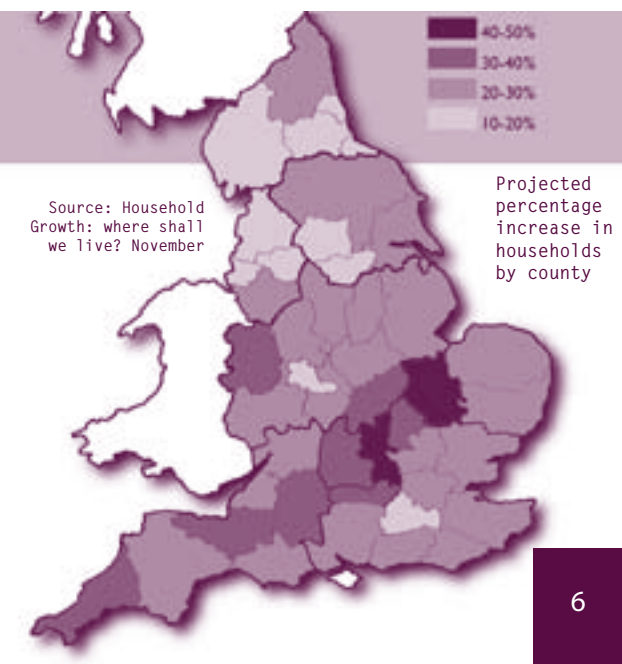 40-50%
30-40%
20-30%
10-20%
Projected
percentage
increase in
households
by county
Source: Household
Growth: where shall
we live? November
6